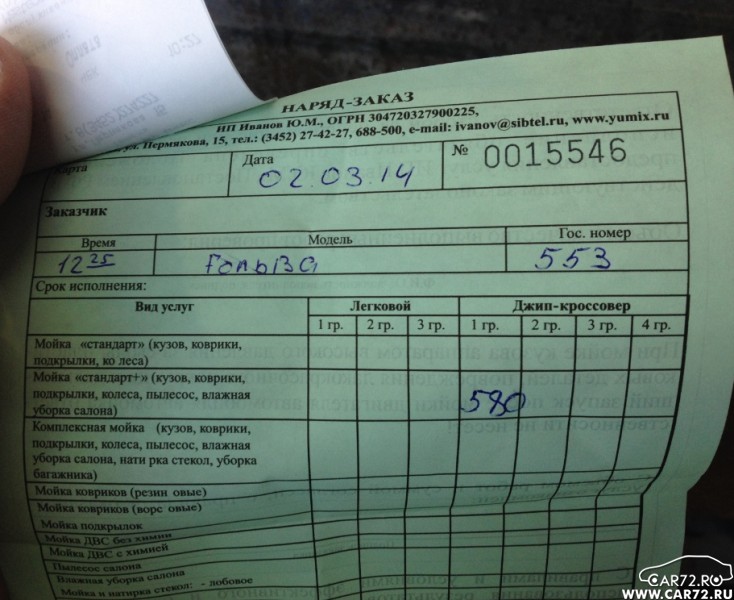 НАРЯД-ЗАКАЗ
ИП Иванов Ю.М., ОГРН 304720327900225,
ул. Пермякова, 15, тел.: (3452) 27-42-27, 688-500, e-mail: ivanov@sibtel.ru, www.yumix.ru
Карта Дата № 0015546
02.03.14
Заказчик
Время Модель Гос. номер
12 25 553
Срок исполнения:
Вид услуг Легковой Джип-кроссовер
1 гр. 2 гр. 3 гр. 1 гр. 2 гр. 3 гр. 4 гр.
Мойка «стандарт» (кузов, коврики,
подкрылки, ко леса)
Мойка «стандарт+» (кузов, коврики,
подкрылки, колеса, пылесос, влажная
уборка салона) 580
Комплексная мойка (кузов, коврики,
подкрылки, колеса, пылесос, влажная
уборка салона, нати рка стекол, уборка
багажника)
Мойка ковриков (резин овые)
Мойка ковриков (ворс овые)
Мойка подкрылок
Мойка ДВС без химии
Мойка ДВС с химией
Пылесос салона
Влажная уборка салона
Мойка и натирка стекол: - лобовое
CAR72.RU
WWW.CAR72.RU